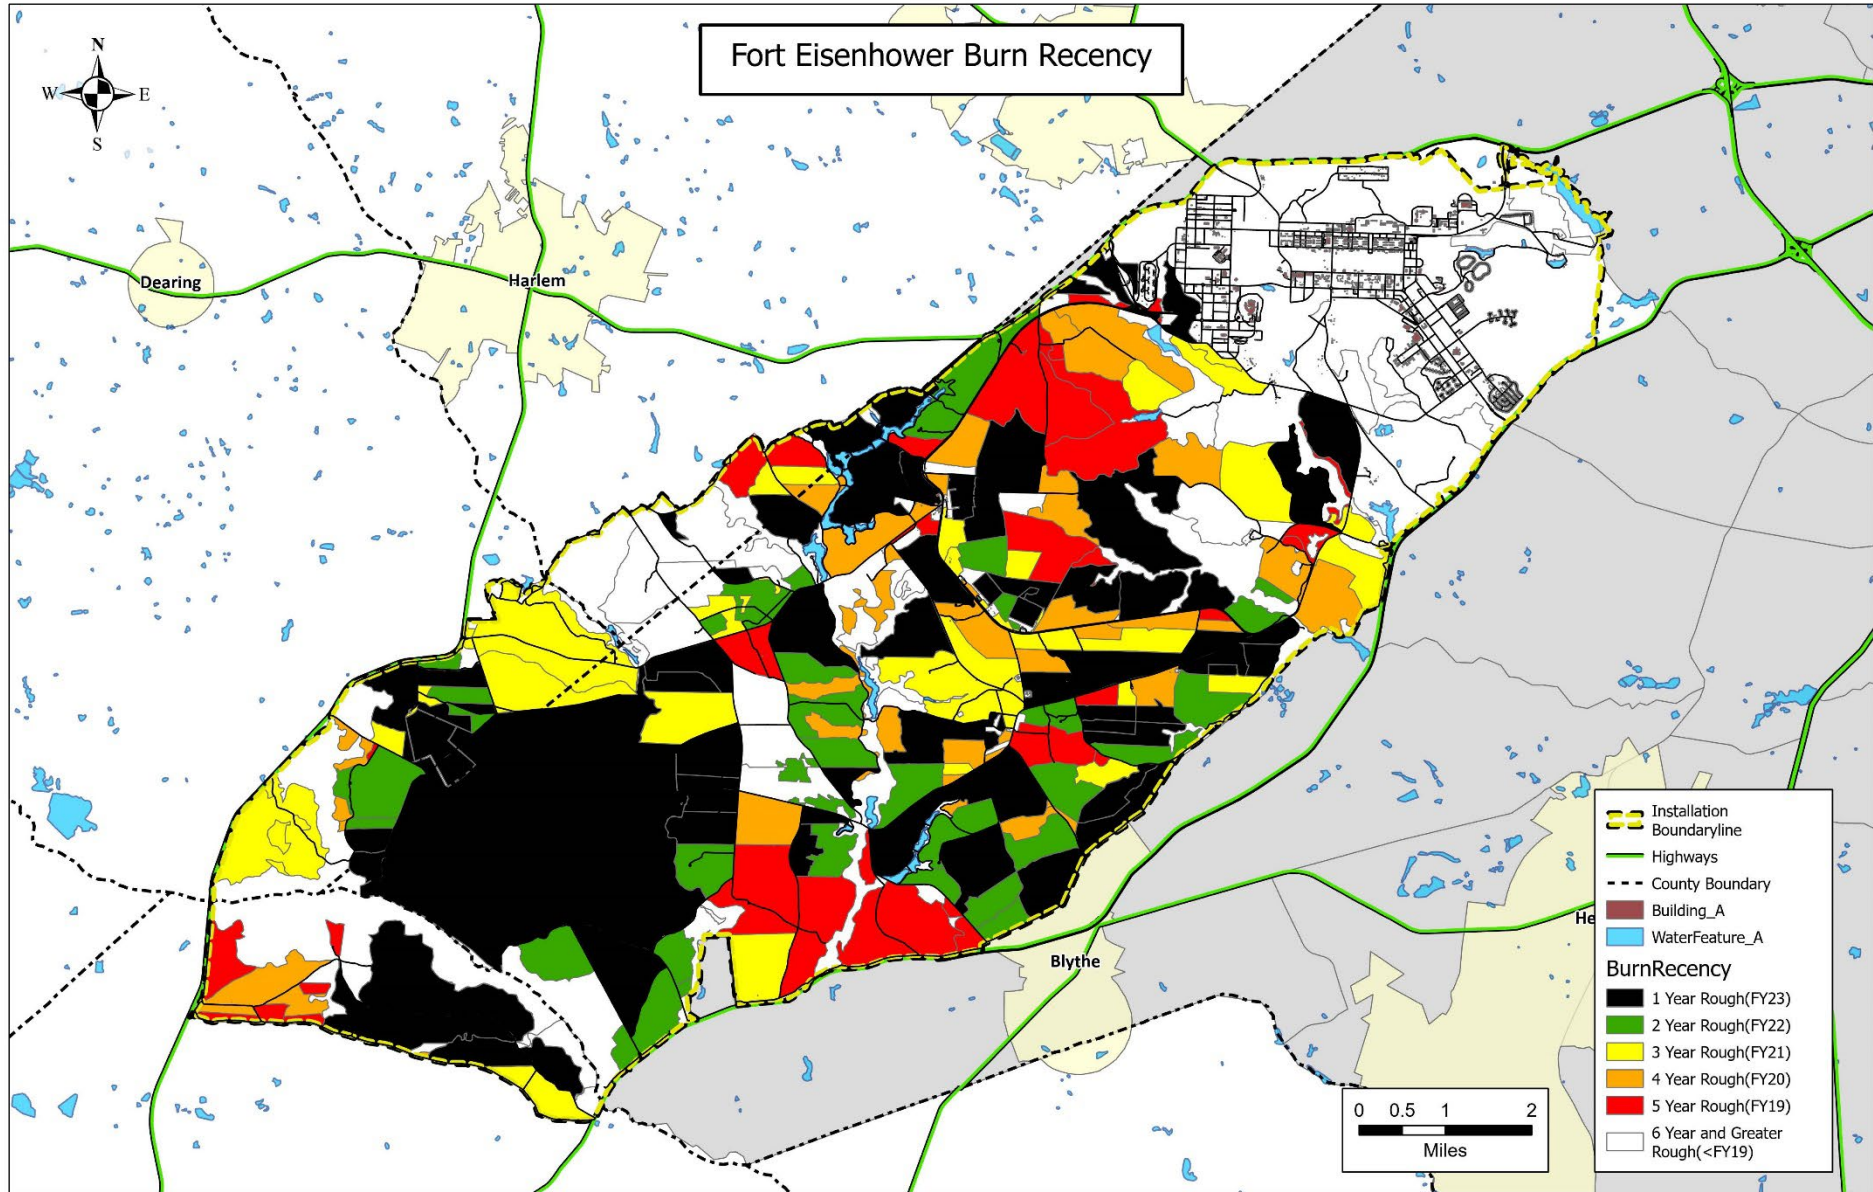 Fort Eisenhower Burn Recency
N
W
E
S
Dearing
Harlem
Blythe
He
Installation
Boundaryline
Highways
County Boundary
Building_A
WaterFeature_A
BurnRecency
1 Year Rough(FY23)
2 Year Rough(FY22)
3 Year Rough(FY21)
4 Year Rough(FY20)
5 Year Rough(FY19)
6 Year and Greater
Rough(<FY19)
0 0.5 1 2
Miles